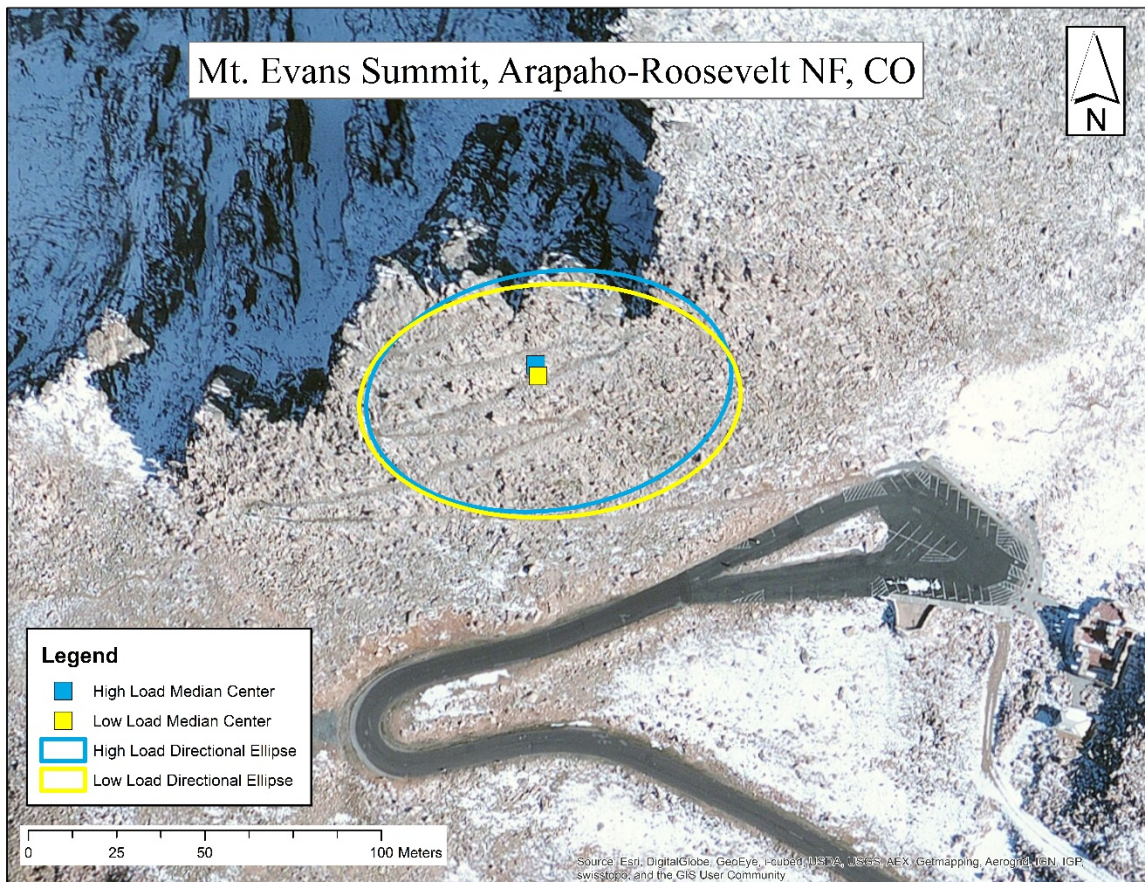 Mt. Evans Summit, Arapaho-Roosevelt NF, CO
N
Legend
High Load Median Center
Low Load Median Center
High Load Directional Ellipse
Low Load Directional Ellipse
0 25 50 100 Meters
Source: Esri, DigitalGlobe, GeoEye, i-cubed, USDA, USGS, AEX, Getmapping, Aerogrid, IGN, IGP,
swisstopo, and the GIS User Community